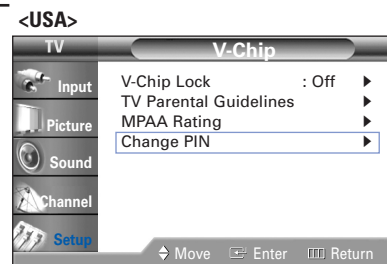 <USA>
TV
V-Chip
Input
Picture
Sound
Channel
Setup
V-Chip Lock : Off ►
TV Parental Guidelines ►
MPAA Rating ►
Change PIN ►
Move Enter Return